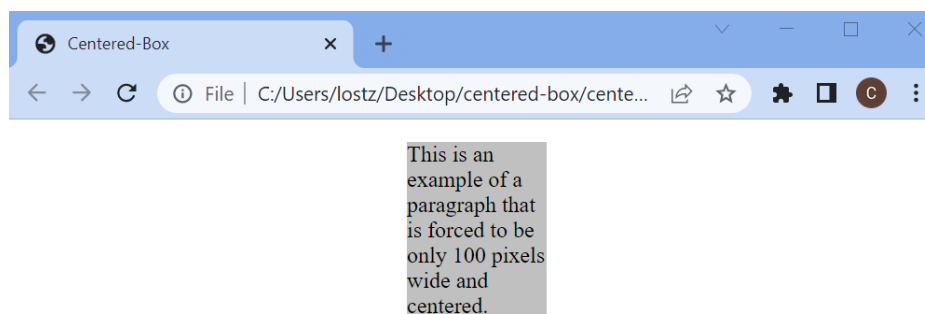 Centered-Box
File C:/Users/lostz/Desktop/centered-box/cente...
C
This is an
example of a
paragraph that
is forced to be
only 100 pixels
wide and
centered.